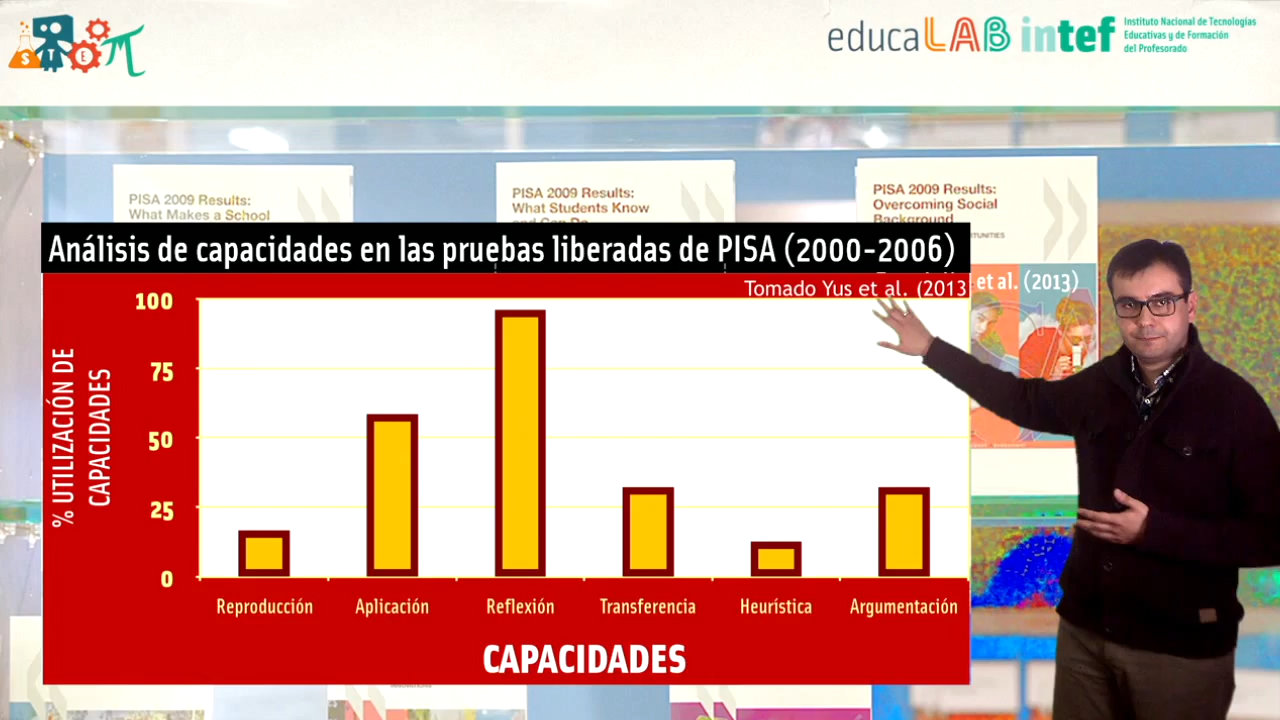 S T E M
educaLAB intef
Instituto Nacional de Tecnologías
Educativas y de Formación
del Profesorado
PISA 2009 Results:
What Makes a School
PISA 2009 Results:
What Students Know
and Can Do
PISA 2009 Results:
Overcoming Social
Background
Análisis de capacidades en las pruebas liberadas de PISA (2000-2006)
Tomado Yus et al. (2013
et al. (2013)
100
75
50
25
0
% UTILIZACIÓN DE
CAPACIDADES
Reproducción
Aplicación
Reflexión
Transferencia
Heurística
Argumentación
CAPACIDADES